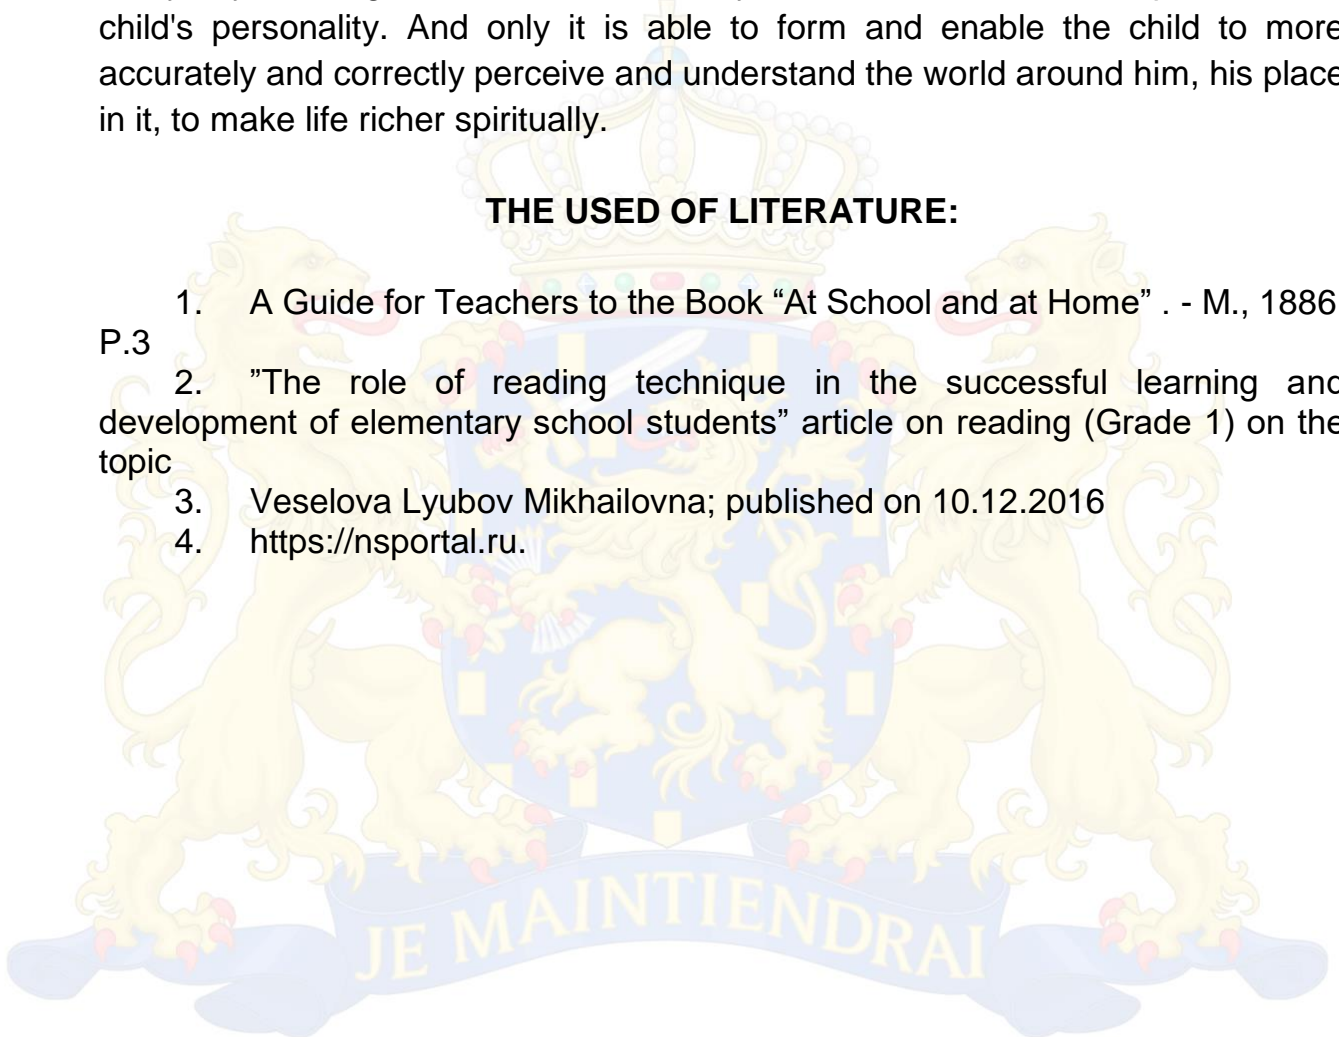 child's personality. And only it is able to form and enable the child to more
accurately and correctly perceive and understand the world around him, his place
in it, to make life richer spiritually.
THE USED OF LITERATURE:
1. A Guide for Teachers to the Book “At School and at Home” . - M., 1886
P.3
2. ”The role of reading technique in the successful learning and
development of elementary school students” article on reading (Grade 1) on the
topic
3. Veselova Lyubov Mikhailovna; published on 10.12.2016
4. https://nsportal.ru.
JE MAINTIENDRAI